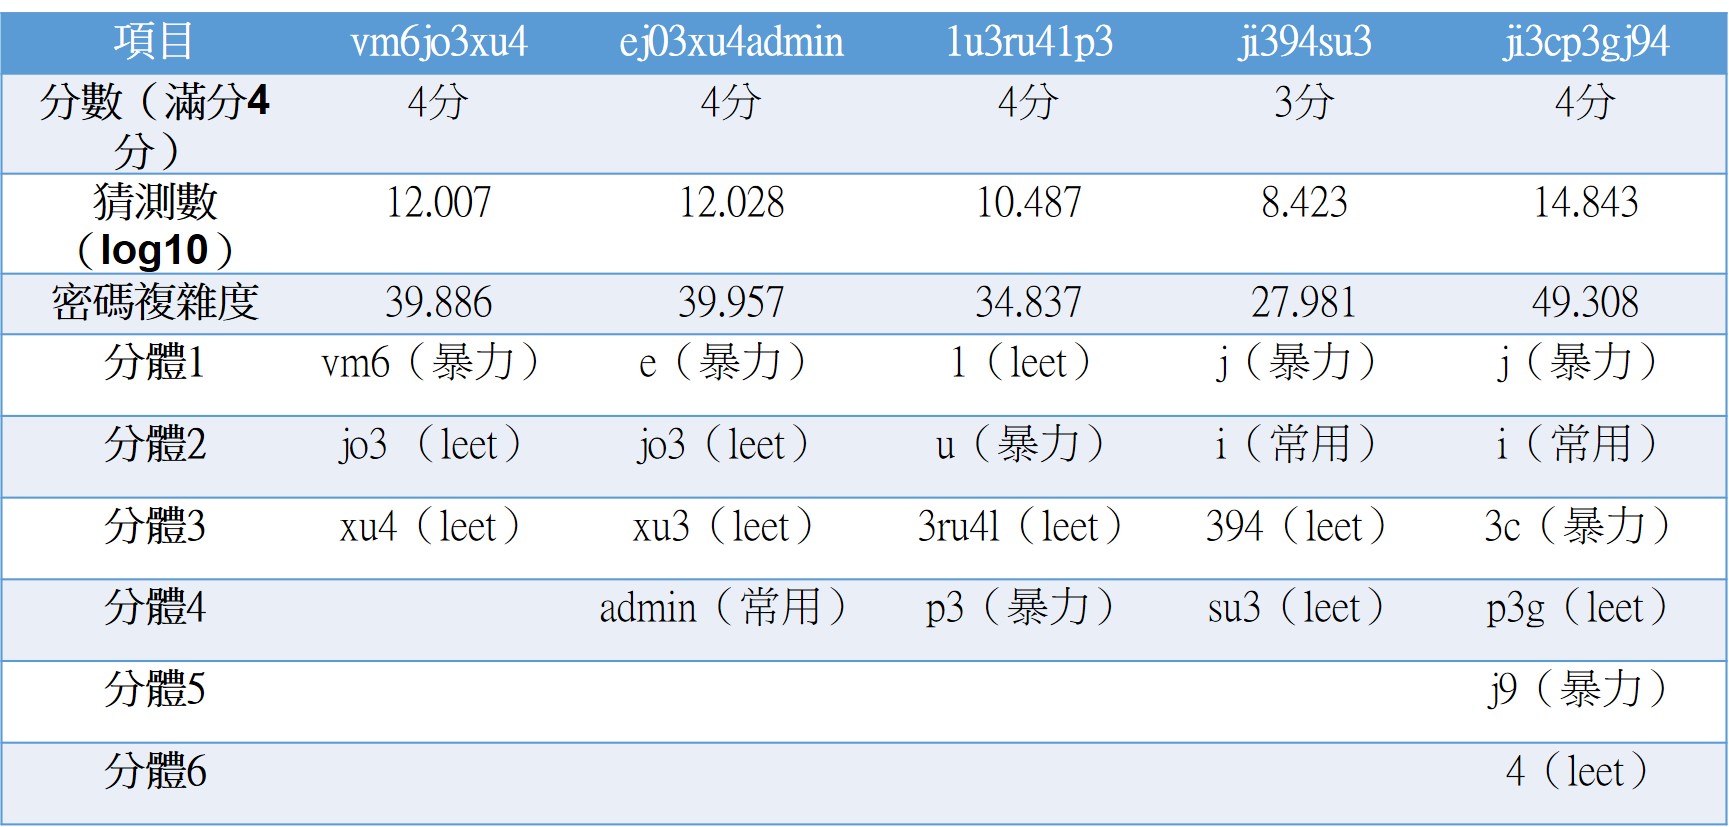 項目 vm6jo3xu4 ej03xu4admin 1u3ru41p3 ji394su3 ji3cp3gj94
分數（滿分4
分） 4分 4分 4分 3分 4分
猜測數
（log10） 12.007 12.028 10.487 8.423 14.843
密碼複雜度 39.886 39.957 34.837 27.981 49.308
分體1 vm6（暴力） e（暴力） l（leet） j（暴力） j（暴力）
分體2 jo3 （leet） jo3（leet） u（暴力） i（常用） i（常用）
分體3 xu4（leet） xu3（leet） 3ru4l（leet） 394（leet） 3c（暴力）
分體4 admin（常用） p3（暴力） su3（leet） p3g（leet）
分體5 j9（暴力）
分體6 4（leet）